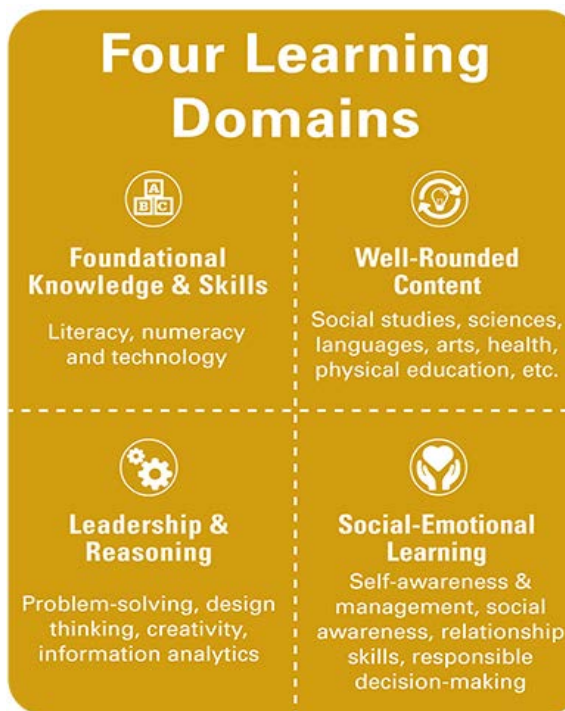 Four Learning
Domains
A
B C
Foundational
Knowledge & Skills
Literacy, numeracy
and technology
Well-Rounded
Content
Social studies, sciences,
languages, arts, health,
physical education, etc.
Leadership &
Reasoning
Problem-solving, design
thinking, creativity,
information analytics
Social-Emotional
Learning
Self-awareness &
management, social
awareness, relationship
skills, responsible
decision-making